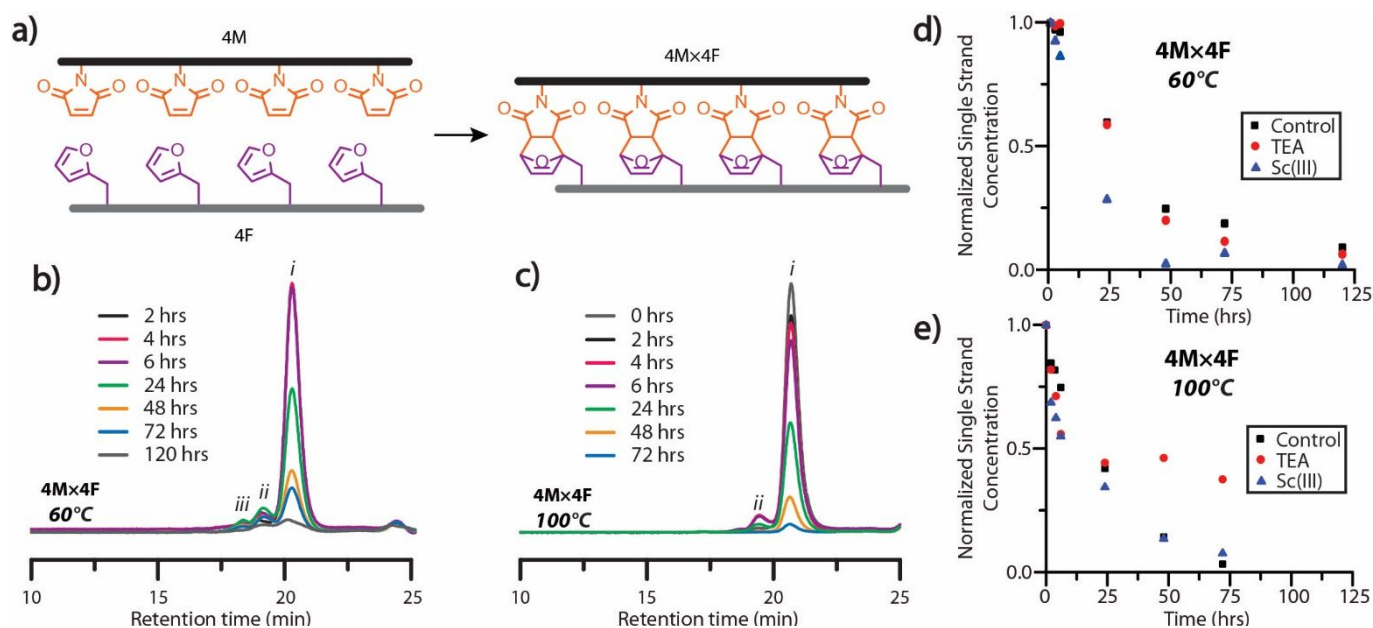 a)
4M
O N O O N O O N O O N O
O O O O
4F
4M×4F
O N O O N O O N O O N O
O O O O
b)
i
2 hrs
4 hrs
6 hrs
24 hrs
48 hrs
72 hrs
120 hrs
iii ii
4M×4F
60°C
10 15 20 25
Retention time (min)
c)
i
0 hrs
2 hrs
4 hrs
6 hrs
24 hrs
48 hrs
72 hrs
ii
4M×4F
100°C
10 15 20 25
Retention time (min)
d)
Normalized Single Strand
Concentration
1.0
0.5
0.0
4M×4F
60°C
Control
TEA
Sc(III)
0 25 50 75 100 125
Time (hrs)
e)
Normalized Single Strand
Concentration
1.0
0.5
0.0
4M×4F
100°C
Control
TEA
Sc(III)
0 25 50 75 100 125
Time (hrs)